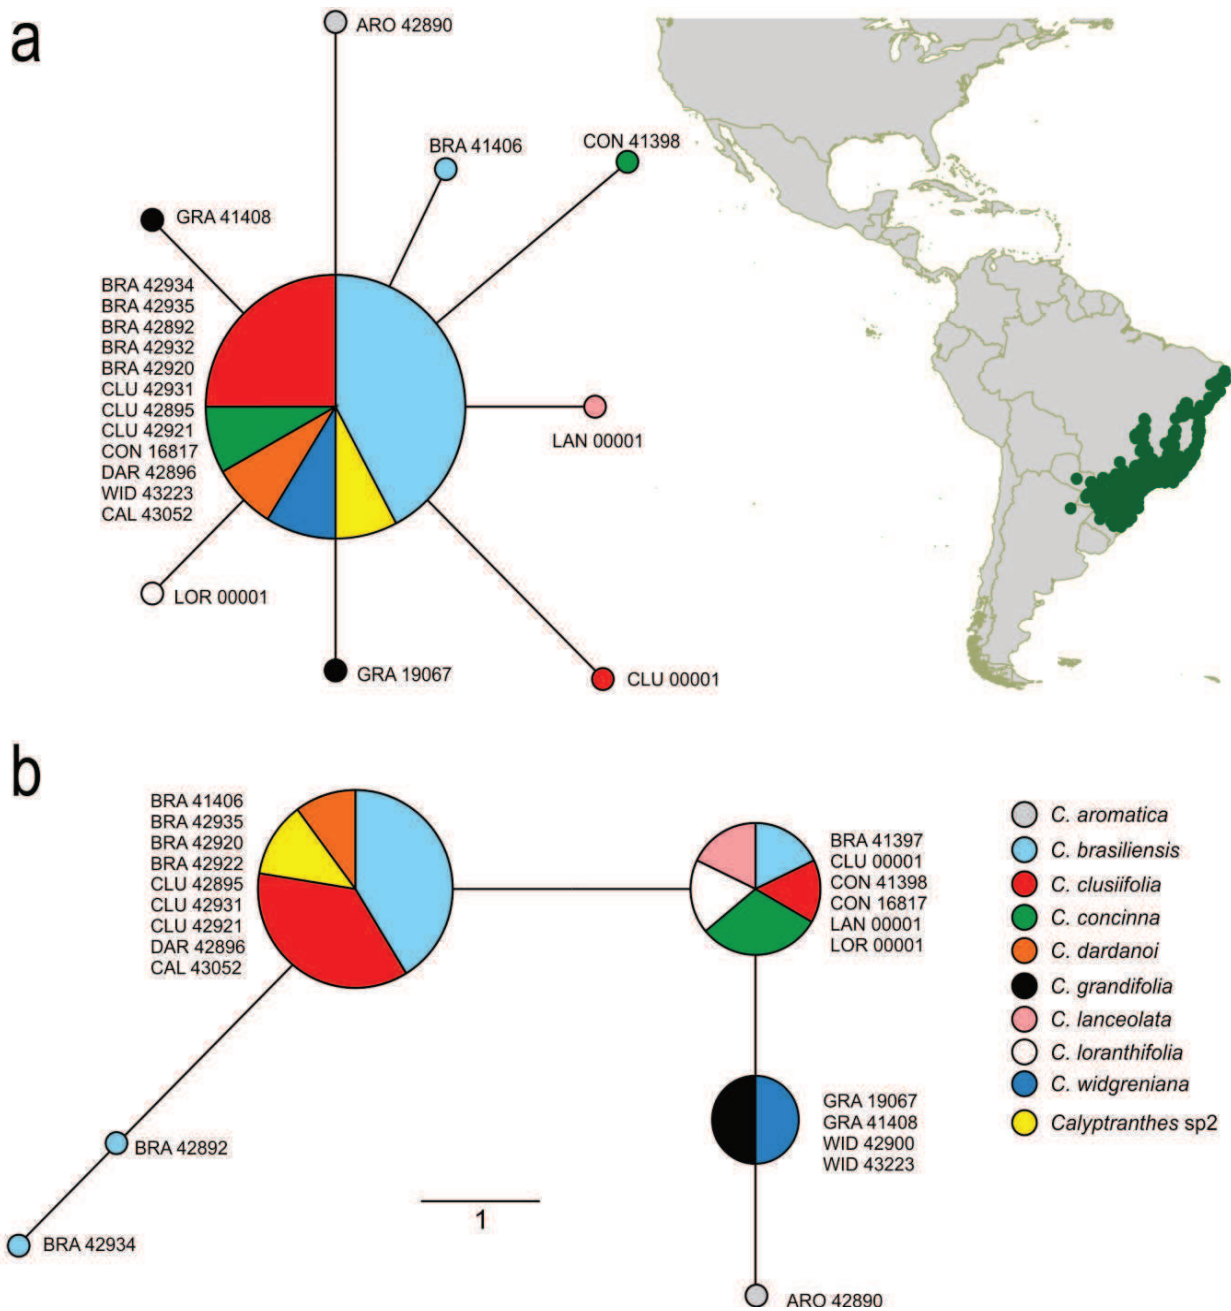 a
ARO 42890
BRA 41406
CON 41398
GRA 41408
BRA 42934
BRA 42935
BRA 42892
BRA 42932
BRA 42920
CLU 42931
CLU 42895
CLU 42921
CON 16817
DAR 42896
WID 43223
CAL 43052
LAN 00001
LOR 00001
GRA 19067
CLU 00001
b
BRA 41406
BRA 42935
BRA 42920
BRA 42922
CLU 42895
CLU 42931
CLU 42921
DAR 42896
CAL 43052
BRA 41397
CLU 00001
CON 41398
CON 16817
LAN 00001
LOR 00001
GRA 19067
GRA 41408
WID 42900
WID 43223
BRA 42892
BRA 42934
ARO 42890
1
C. aromatica
C. brasiliensis
C. clusiifolia
C. concinna
C. dardanoi
C. grandifolia
C. lanceolata
C. loranthifolia
C. widgreniana
Calyptranthes sp2